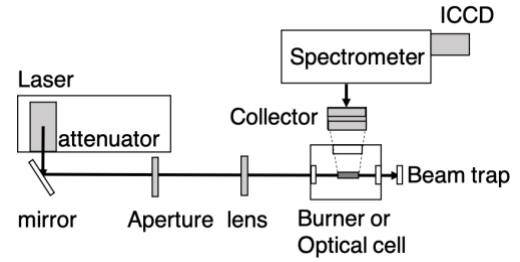 ICCD
Spectrometer
Laser
Collector
attenuator
Beam trap
mirror
Aperture
lens
Burner or
Optical cell